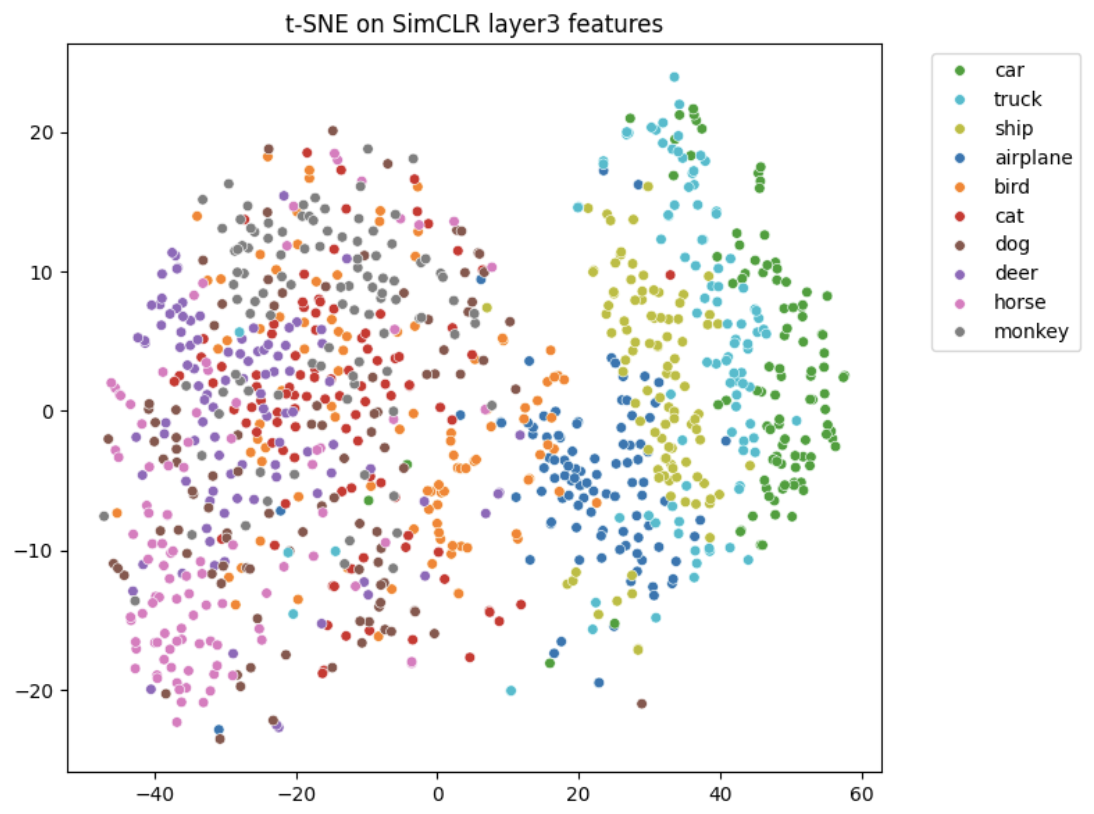 t-SNE on SimCLR layer3 features
20
10
0
−10
−20
−40
−20
0
20
40
60
car
truck
ship
airplane
bird
cat
dog
deer
horse
monkey